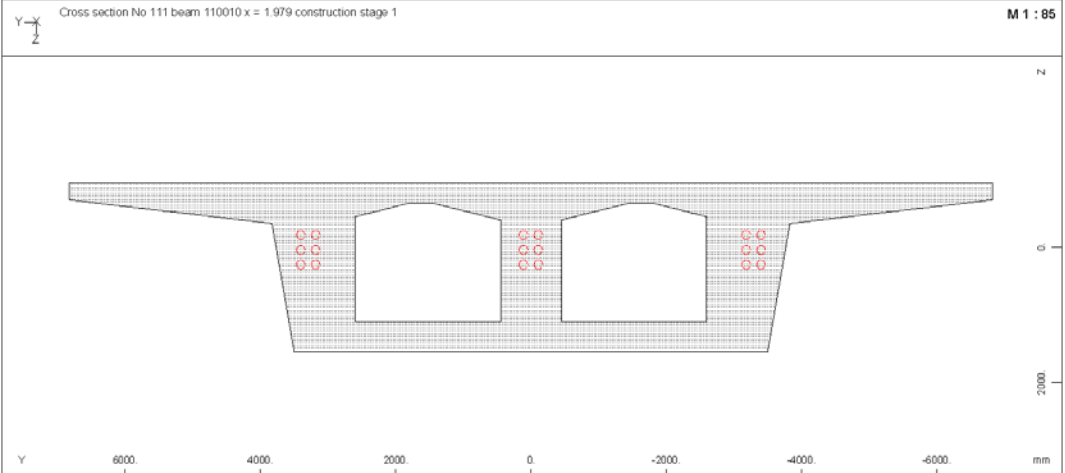 Cross section No 111 beam 110010 x = 1.979 construction stage 1
M 1 : 85
Y X
Z
Z
0.
2000.
Y 6000. 4000. 2000. 0. -2000. -4000. -6000. mm